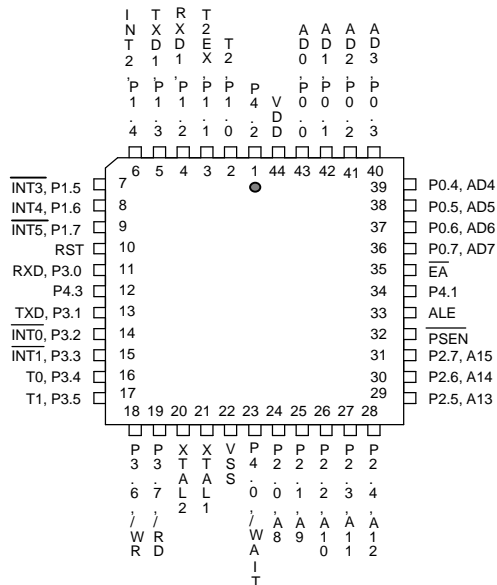 INT2, P1.4
TXD1, P1.3
RXD1, P1.2
T2EX, P1.1
T2, P1.0
P4.2
VDD
AD0, P0.0
AD1, P0.1
AD2, P0.2
AD3, P0.3
6 5 4 3 2 1 44 43 42 41 40
INT3, P1.5 7 39 P0.4, AD4
INT4, P1.6 8 38 P0.5, AD5
INT5, P1.7 9 37 P0.6, AD6
RST 10 36 P0.7, AD7
RXD, P3.0 11 35 EA
P4.3 12 34 P4.1
TXD, P3.1 13 33 ALE
INT0, P3.2 14 32 PSEN
INT1, P3.3 15 31 P2.7, A15
T0, P3.4 16 30 P2.6, A14
T1, P3.5 17 29 P2.5, A13
18 19 20 21 22 23 24 25 26 27 28
P3.6, /WR
P3.7, /RD
XTAL2
XTAL1
VSS
P4.0, /WAIT
P2.0, A8
P2.1, A9
P2.2, A10
P2.3, A11
P2.4, A12